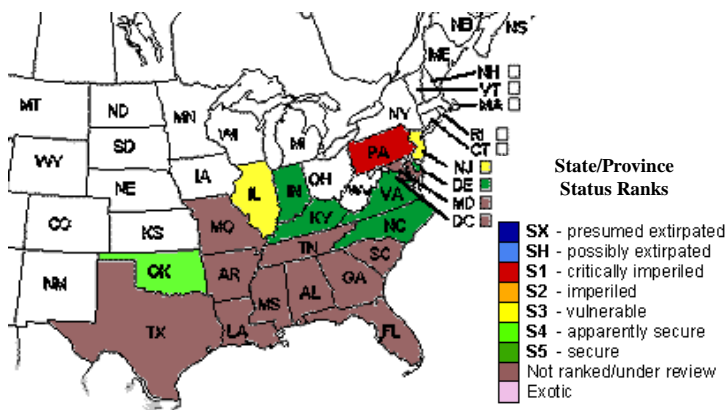 NB
NS
ME
NH
VT
MA
MT
ND
MN
NY
WI
MI
RI
CT
SD
PA
WY
IA
NJ
NE
IL
IN
OH
WV
DE
VA
MD
CO
KS
MO
KY
DC
NC
TN
OK
AR
SC
NM
MS
AL
GA
TX
LA
FL
State/Province
Status Ranks
SX - presumed extirpated
SH - possibly extirpated
S1 - critically imperiled
S2 - imperiled
S3 - vulnerable
S4 - apparently secure
S5 - secure
Not ranked/under review
Exotic